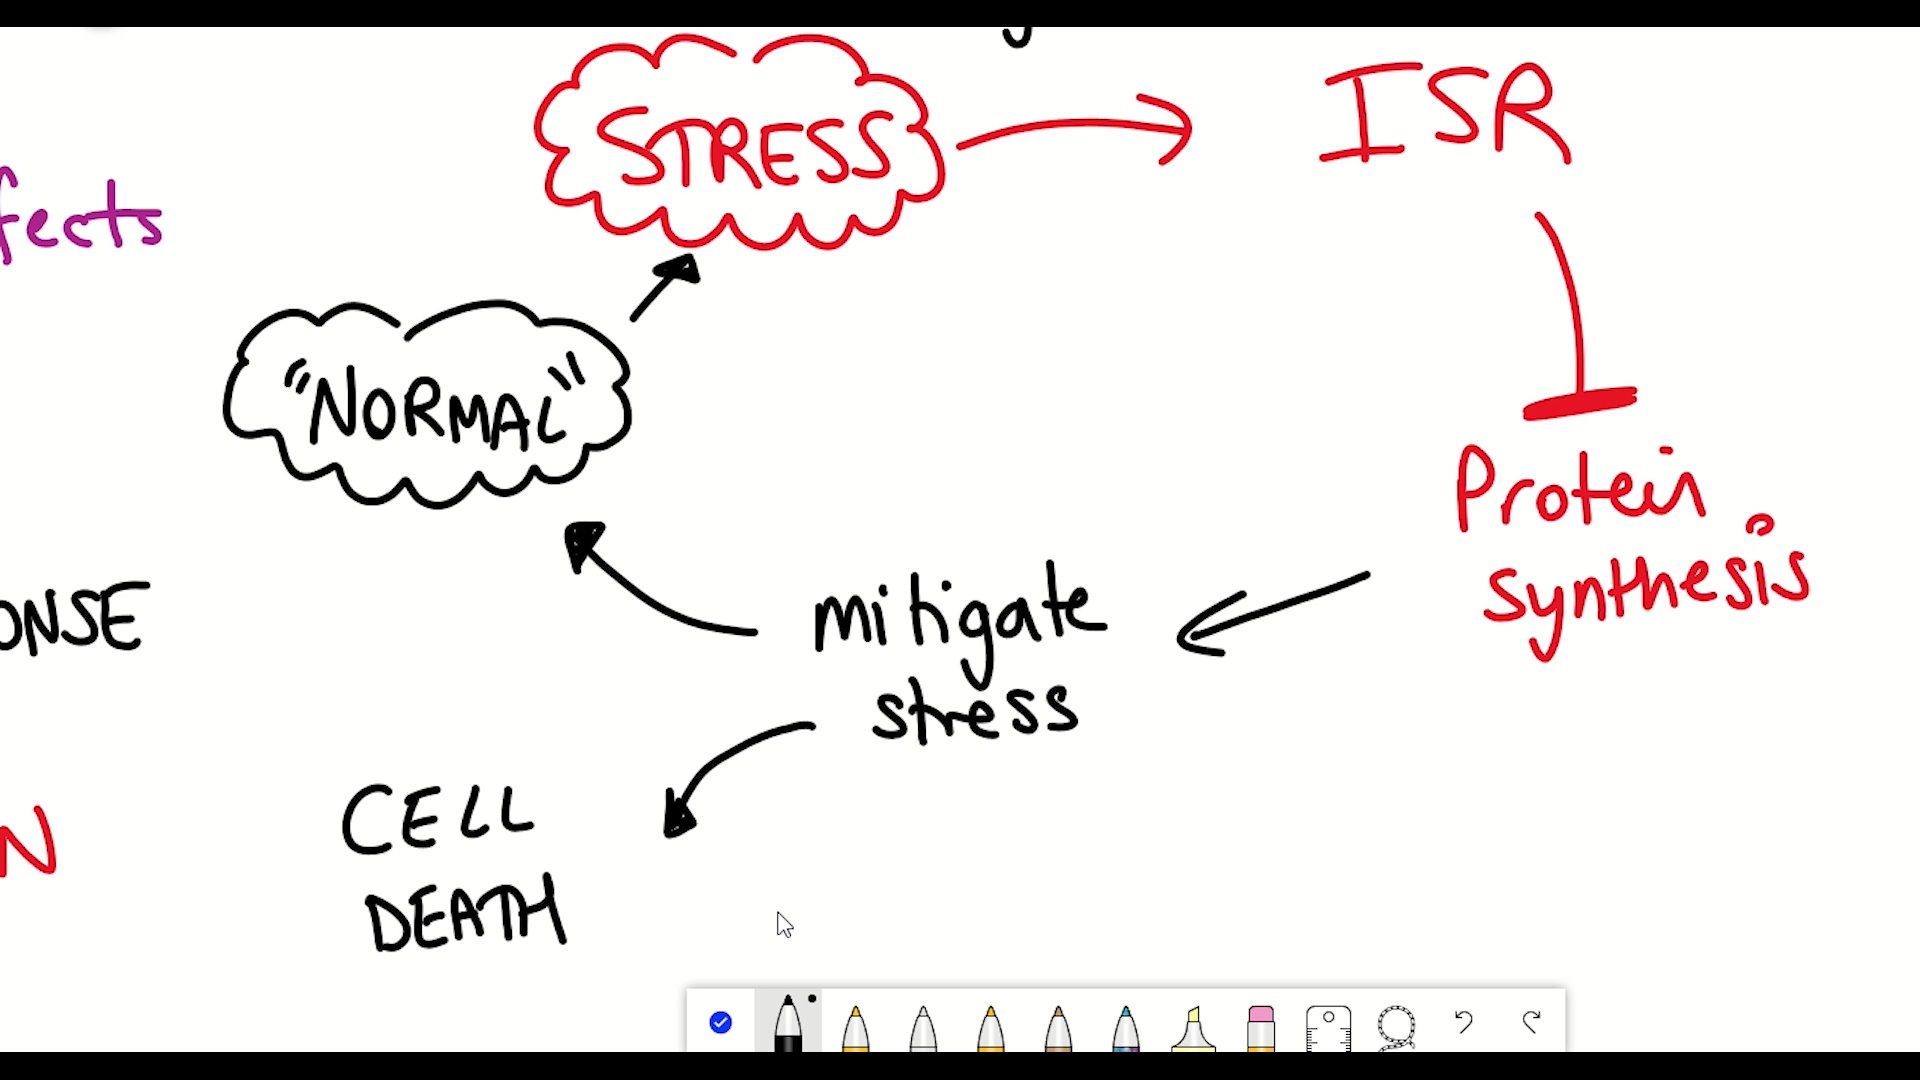 STRESS
ISR
fects
"NORMAL"
Protein
synthesis
mitigate
stress
ONSE
CELL
DEATH
N